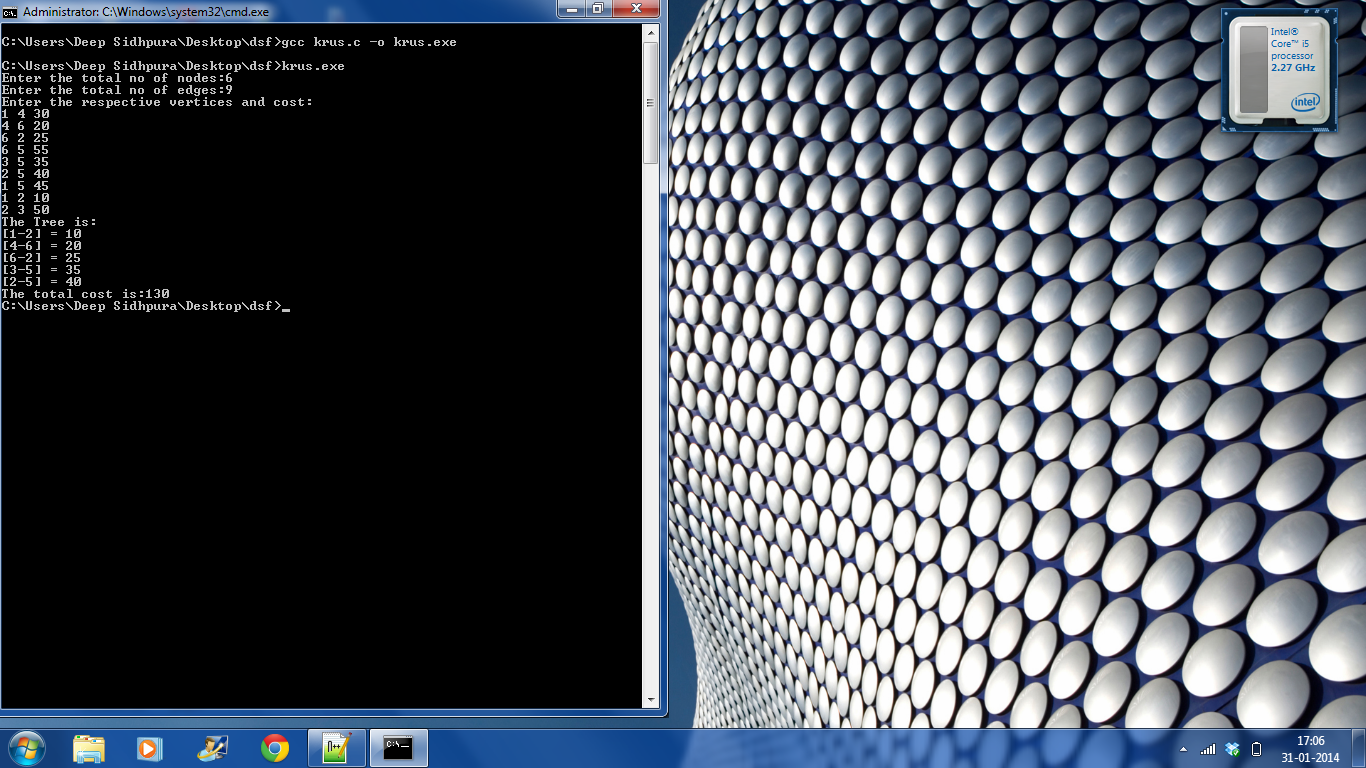 Administrator: C:\Windows\system32\cmd.exe
C:\Users\Deep Sidhpura\Desktop\dsf>gcc krus.c -o krus.exe
C:\Users\Deep Sidhpura\Desktop\dsf>krus.exe
Enter the total no of nodes:6
Enter the total no of edges:9
Enter the respective vertices and cost:
1 4 30
4 6 20
6 2 25
6 5 55
3 5 35
2 5 40
1 5 45
1 2 10
2 3 50
The Tree is:
[1-2] = 10
[4-6] = 20
[6-2] = 25
[3-5] = 35
[2-5] = 40
The total cost is:130
C:\Users\Deep Sidhpura\Desktop\dsf>_
Intel®
Core™ i5
processor
2.27 GHz
intel
C:\_
17:06
31-01-2014